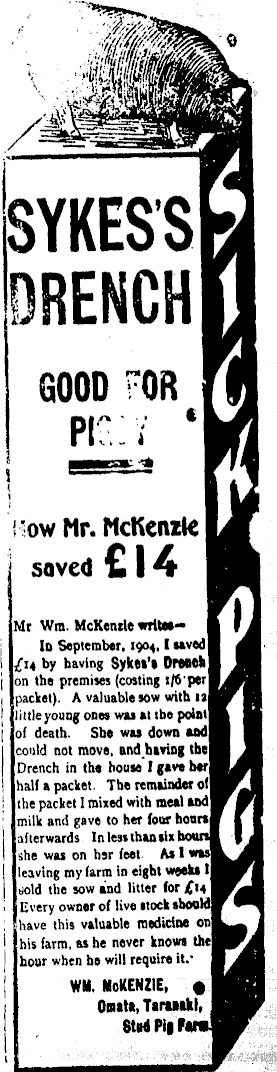 SYKES'S
DRENCH
GOOD FOR
How Mr. McKenzie
saved £14
Mr Wm. McKenzie writes—
In September, 1904, I saved
£14 by having Sykes's Drench
on the premises (costing 1/6 per
packet). A valuable sow with 12
little young ones was at the point
of death. She was down and
could not move, and having the
Drench in the house I gave her
half a packet. The remainder of
the packet I mixed with meal and
milk and gave to her four hours
afterwards In less than six hours
she was on her feet. As I was
leaving my farm in eight weeks I
sold the sow and litter for £14
Every owner of live stock should
have this valuable medicine on
his farm, as he never knows the
hour when he will require it.
WM. McKENZIE,
Omata, Taranaki,
Stud Pig Farm.
SICK PIGS